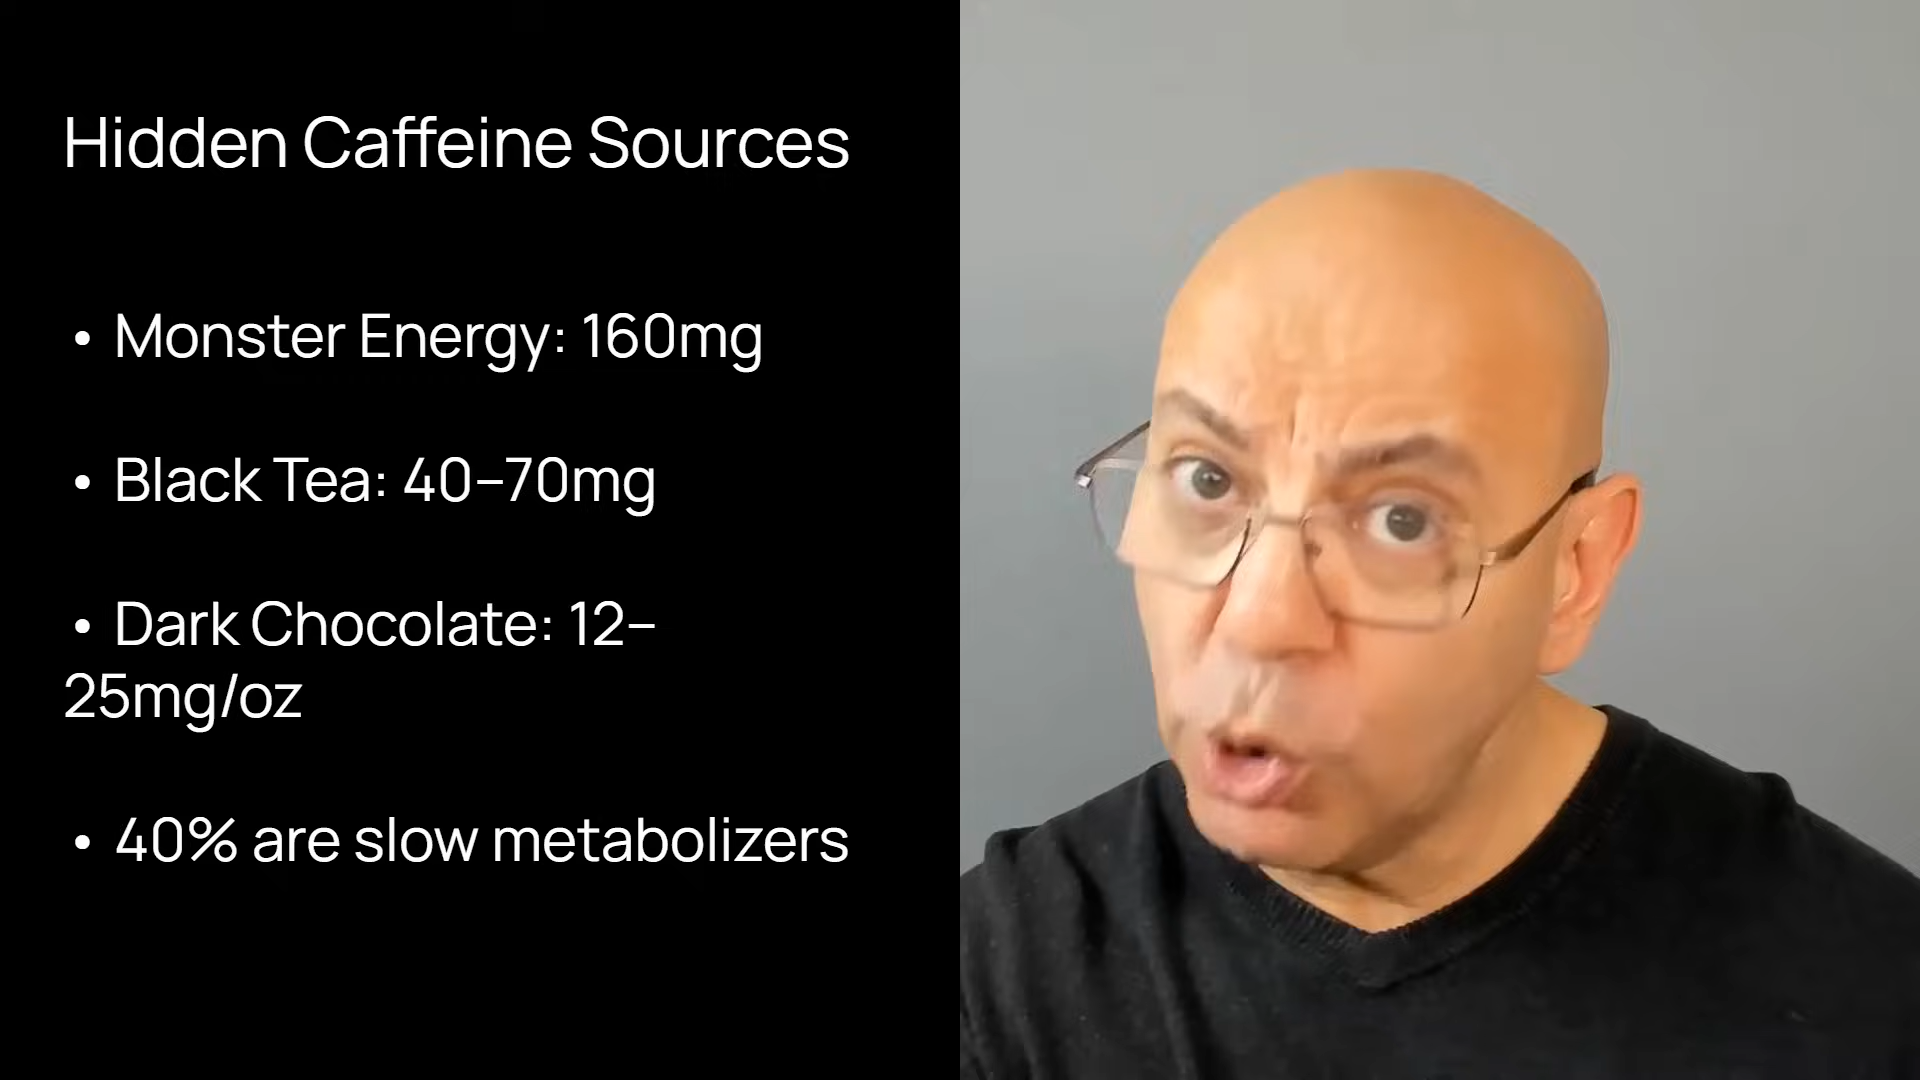 Hidden Caffeine Sources
• Monster Energy: 160mg
• Black Tea: 40–70mg
• Dark Chocolate: 12–
25mg/oz
• 40% are slow metabolizers